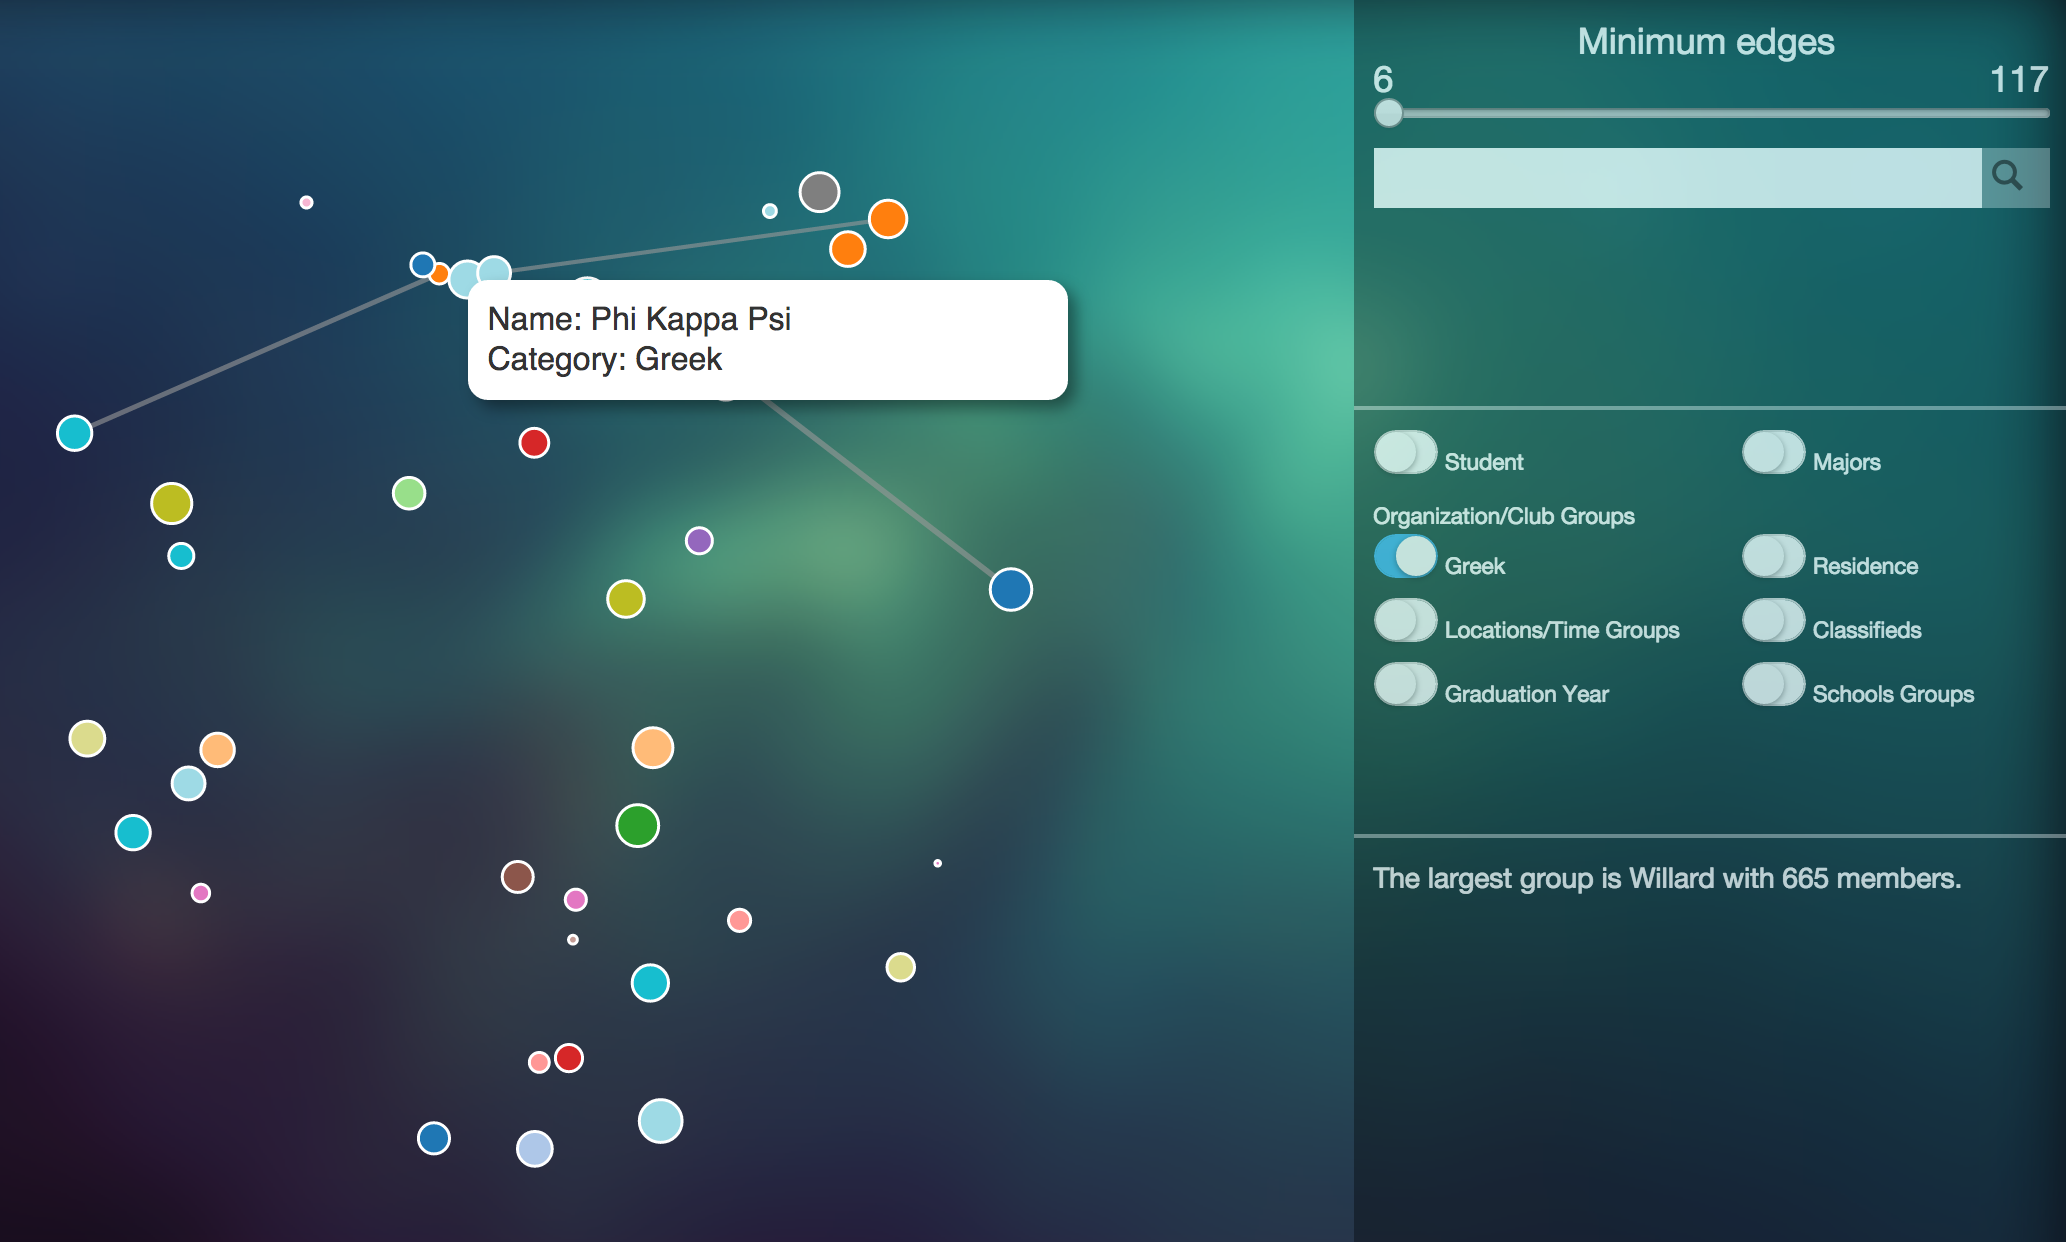 Minimum edges
6 117
Name: Phi Kappa Psi
Category: Greek
Student Majors
Organization/Club Groups
Greek Residence
Locations/Time Groups Classifieds
Graduation Year Schools Groups
The largest group is Willard with 665 members.